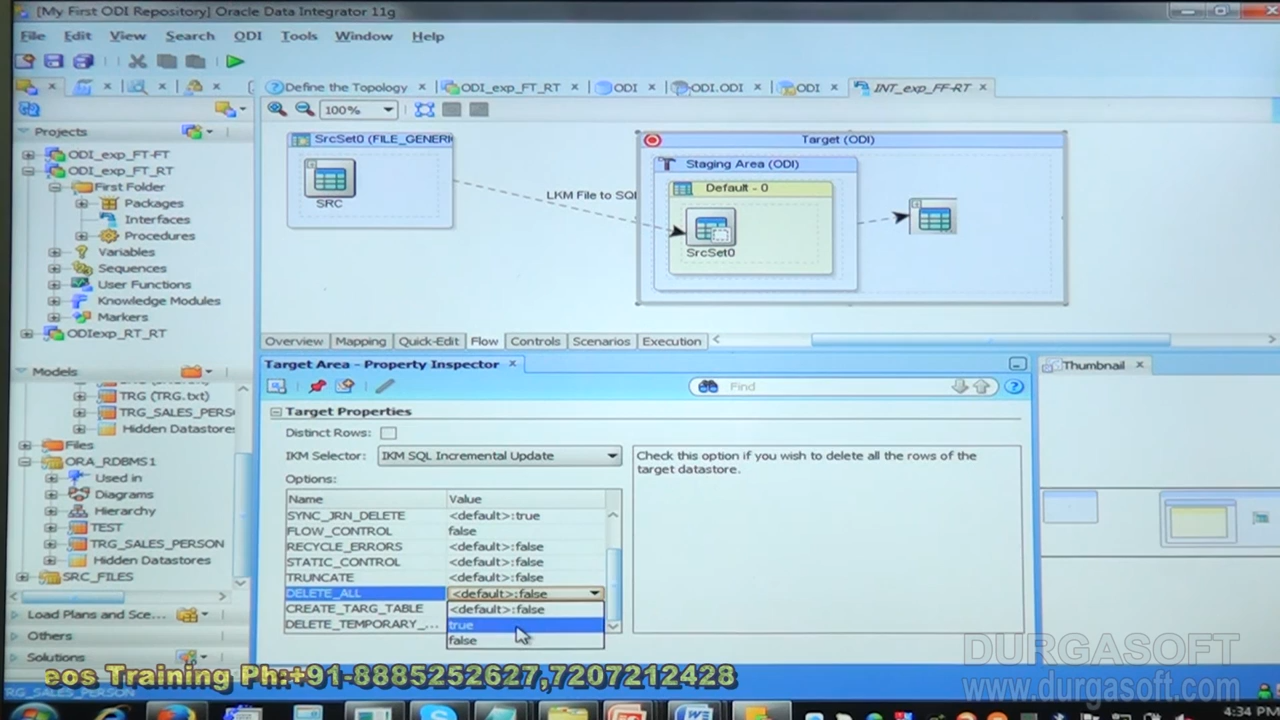 [My First ODI Repository] Oracle Data Integrator 11g
File Edit View Search ODI Tools Window Help
Define the Topology ODI_exp_FT_RT ODI ODI.ODI ODI INT_exp_FF-RT
100%
Projects
ODI_exp_FT-FT
ODI_exp_FT_RT
First Folder
Packages
Interfaces
Procedures
Variables
Sequences
User Functions
Knowledge Modules
Markers
ODIexp_RT_RT
Models
TRG (TRG.txt)
TRG_SALES_PERS
Hidden Datastore
Files
ORA_RDBMS1
Used in
Diagrams
Hierarchy
TEST
TRG_SALES_PERSON
Hidden Datastores
SRC_FILES
Load Plans and Sce...
Others
Solutions
SrcSet0 (FILE_GENERI
SRC
LKM File to SQL
Target (ODI)
Staging Area (ODI)
Default - 0
SrcSet0
Overview Mapping Quick-Edit Flow Controls Scenarios Execution
Target Area - Property Inspector
Find
Target Properties
Distinct Rows:
IKM Selector: IKM SQL Incremental Update
Options:
Name Value
SYNC_JRN_DELETE <default>:true
FLOW_CONTROL false
RECYCLE_ERRORS <default>:false
STATIC_CONTROL <default>:false
TRUNCATE <default>:false
DELETE_ALL <default>:false
CREATE_TARG_TABLE <default>:false
DELETE_TEMPORARY_... true
false
Check this option if you wish to delete all the rows of the
target datastore.
Thumbnail
DURGASOFT
www.durgasoft.com
eos Training Ph:+91-8885252627,7207212428
RG_SALES_PERSON
4:34 PM